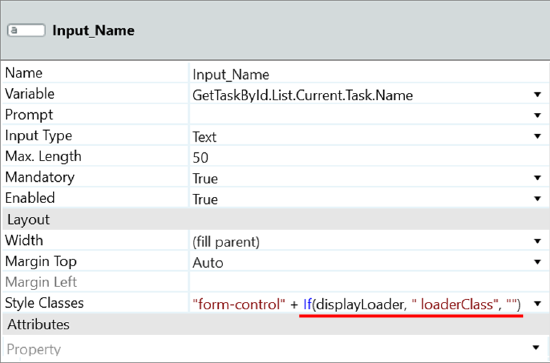 a Input_Name
Name Input_Name
Variable GetTaskById.List.Current.Task.Name
Prompt
Input Type Text
Max. Length 50
Mandatory True
Enabled True
Layout
Width (fill parent)
Margin Top Auto
Margin Left
Style Classes "form-control" + If(displayLoader, " loaderClass", "")
Attributes
Property